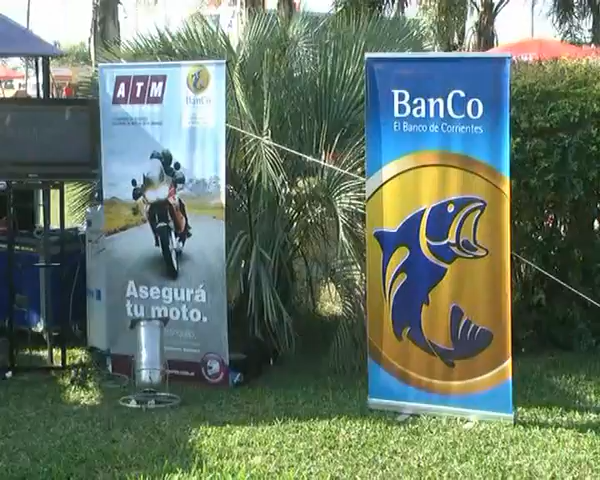 ATM
BanCo
Asegurá
tu moto.
BanCo
El Banco de Corrientes